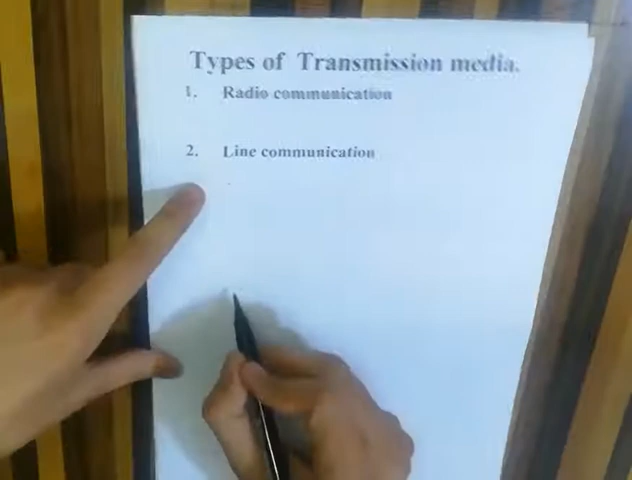 Types of Transmission media.
1. Radio communication
2. Line communication